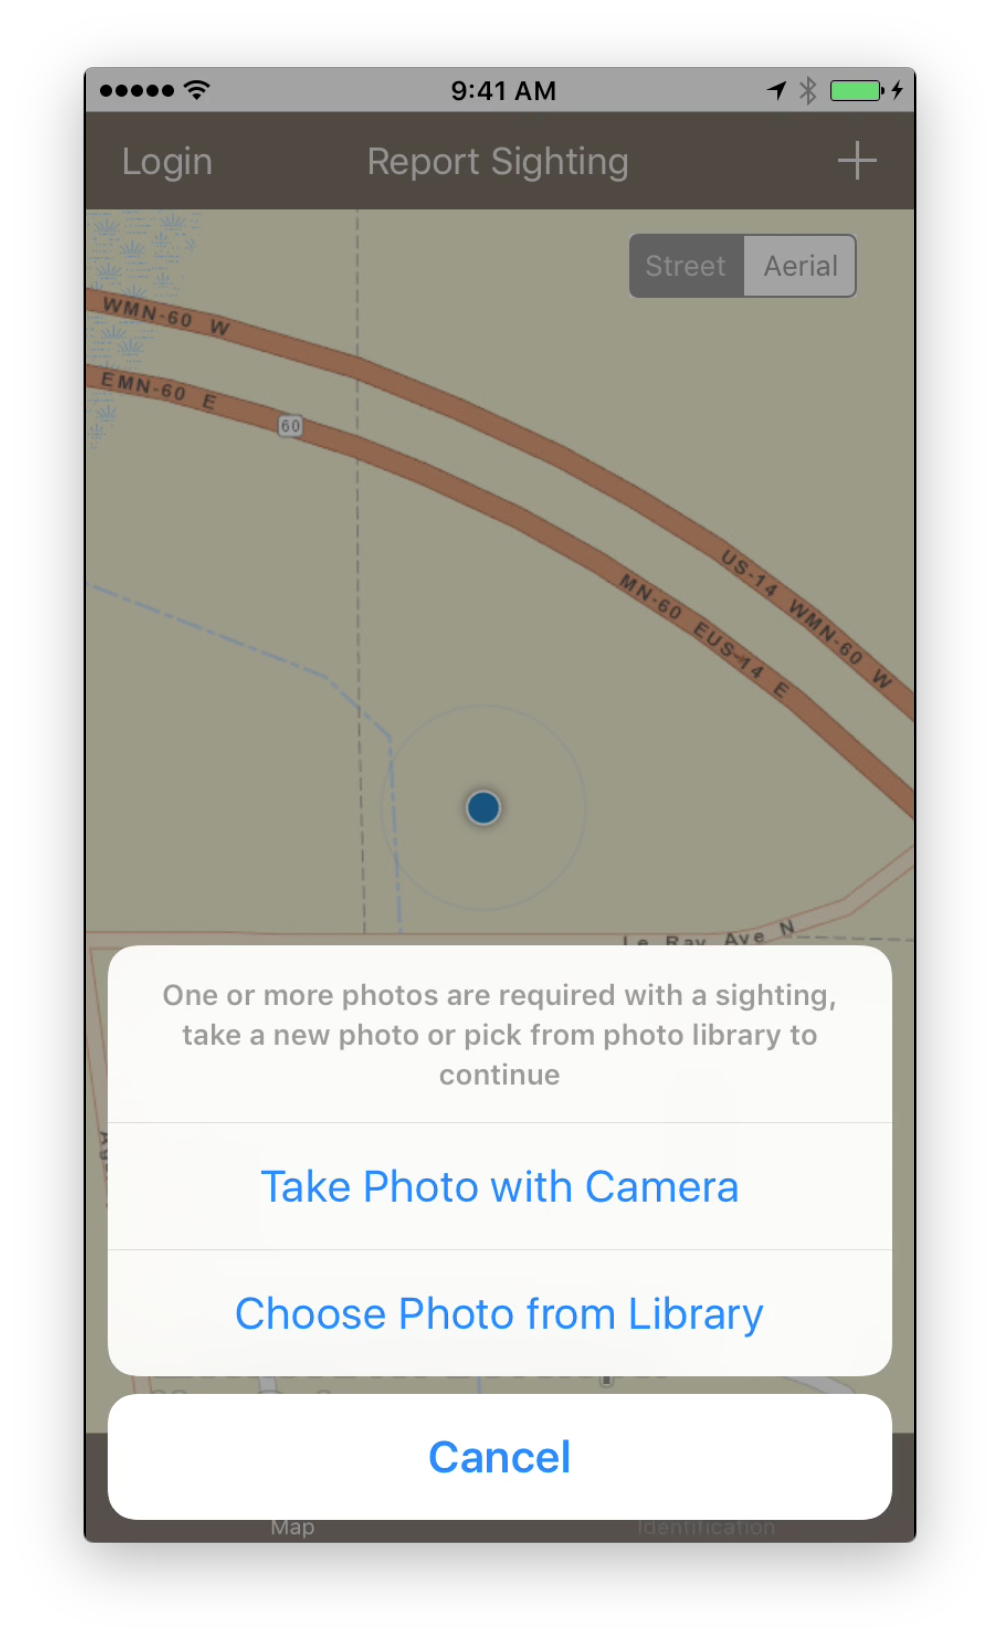 9:41 AM
Login
Report Sighting
Street
Aerial
WMN-60 W
EMN-60 E
60
US-14 WMN-60 W
MN-60 EUS-14 E
Le Ray Ave N
One or more photos are required with a sighting,
take a new photo or pick from photo library to
continue
Take Photo with Camera
Choose Photo from Library
Cancel
Map
Identification